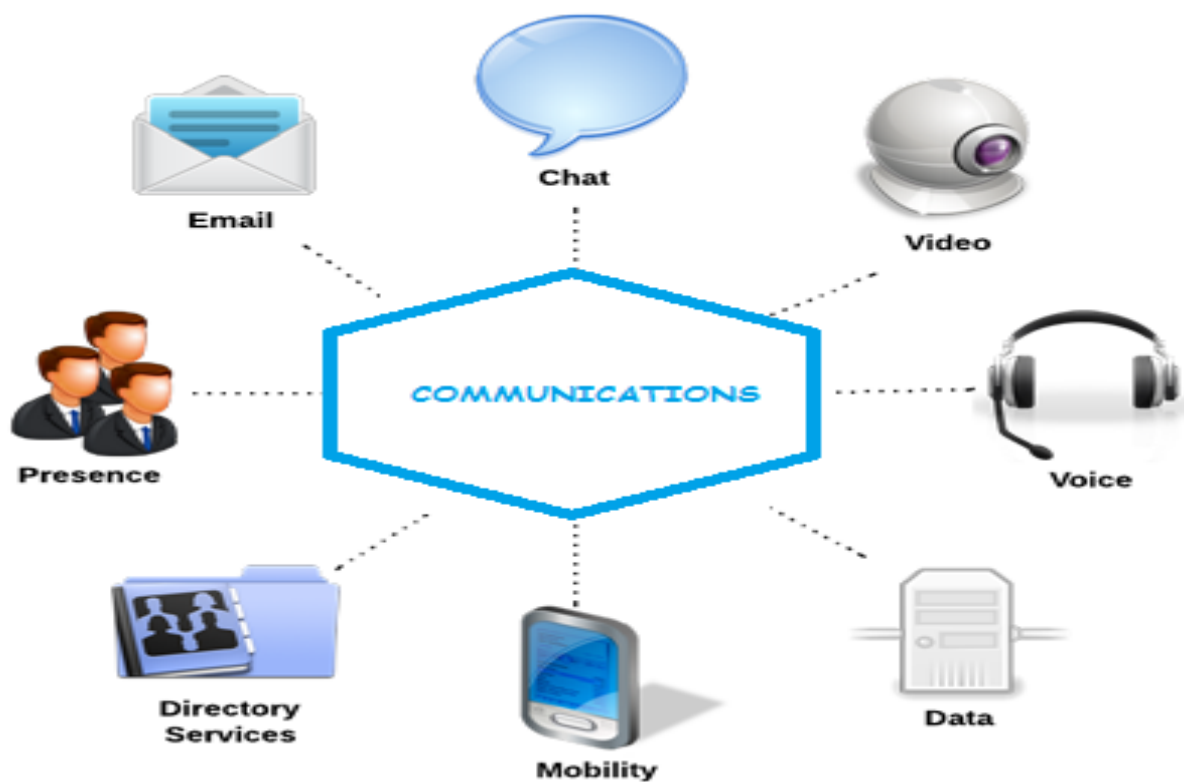 Chat
Email
Video
COMMUNICATIONS
Presence
Voice
Directory
Services
Data
Mobility